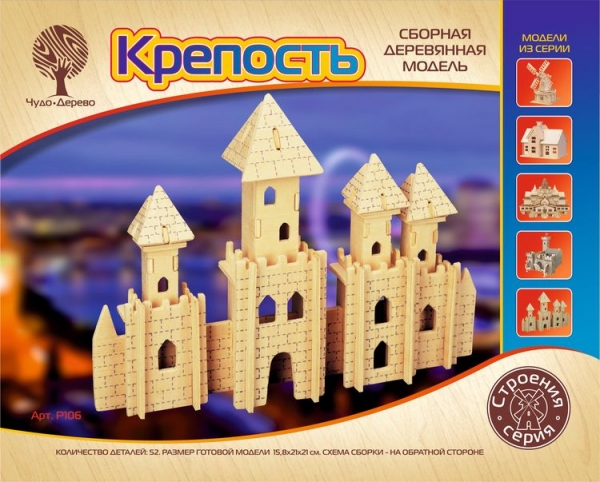 Чудо-Дерево
Крепость
СБОРНАЯ
ДЕРЕВЯННАЯ
МОДЕЛЬ
МОДЕЛИ
ИЗ СЕРИИ
Арт. P106
Строения
серия
КОЛИЧЕСТВО ДЕТАЛЕЙ: 52. РАЗМЕР ГОТОВОЙ МОДЕЛИ 15,8х21х21 см. СХЕМА СБОРКИ - НА ОБРАТНОЙ СТОРОНЕ